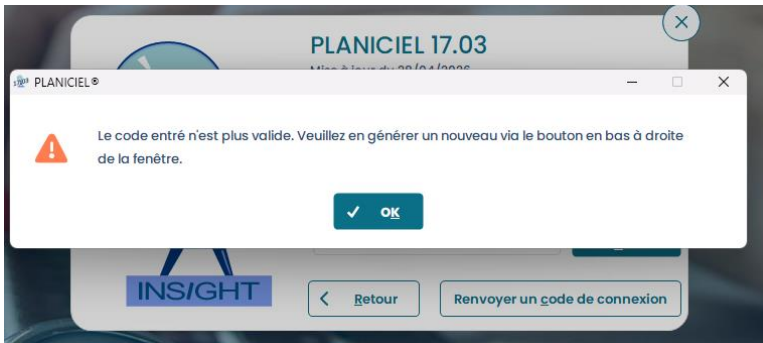 PLANICIEL 17.03
PLANICIEL®
Le code entré n'est plus valide. Veuillez en générer un nouveau via le bouton en bas à droite
de la fenêtre.
OK
INSIGHT
Retour
Renvoyer un code de connexion